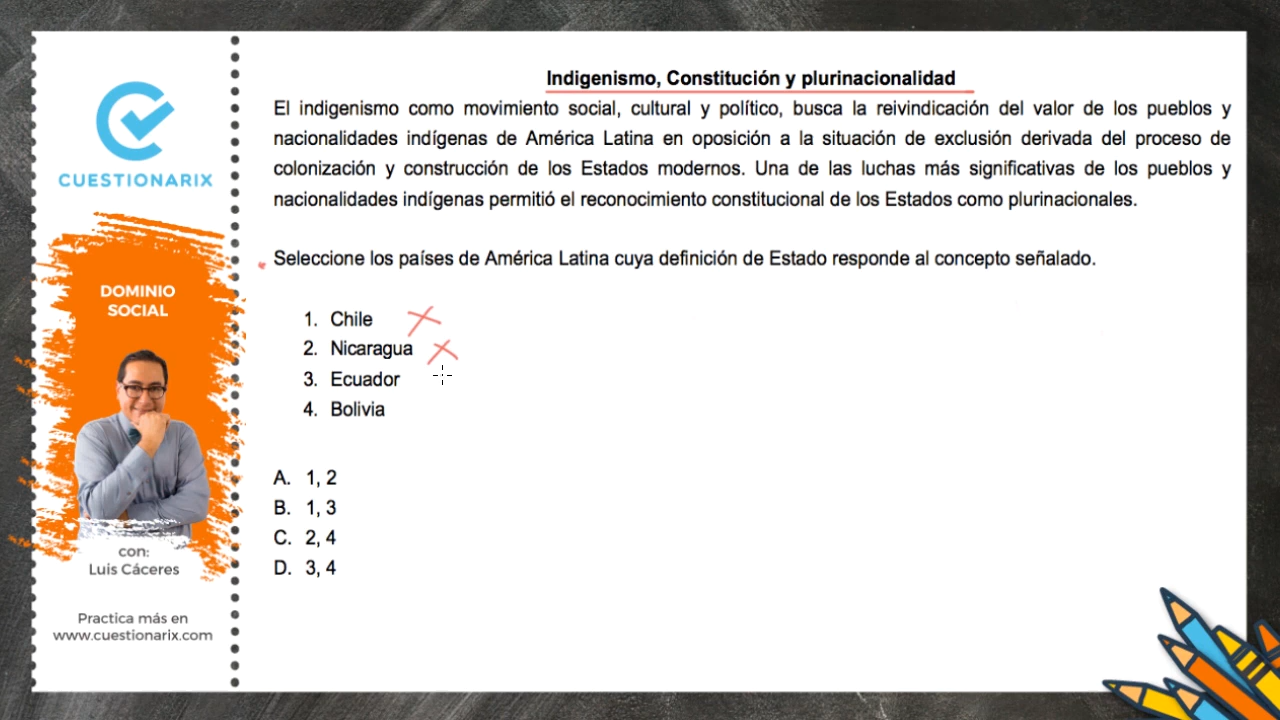 CUESTIONARIX
DOMINIO
SOCIAL
con:
Luis Cáceres
Practica más en
www.cuestionarix.com
Indigenismo, Constitución y plurinacionalidad
El indigenismo como movimiento social, cultural y político, busca la reivindicación del valor de los pueblos y
nacionalidades indígenas de América Latina en oposición a la situación de exclusión derivada del proceso de
colonización y construcción de los Estados modernos. Una de las luchas más significativas de los pueblos y
nacionalidades indígenas permitió el reconocimiento constitucional de los Estados como plurinacionales.
Seleccione los países de América Latina cuya definición de Estado responde al concepto señalado.
1. Chile
2. Nicaragua
3. Ecuador
4. Bolivia
A. 1, 2
B. 1, 3
C. 2, 4
D. 3, 4